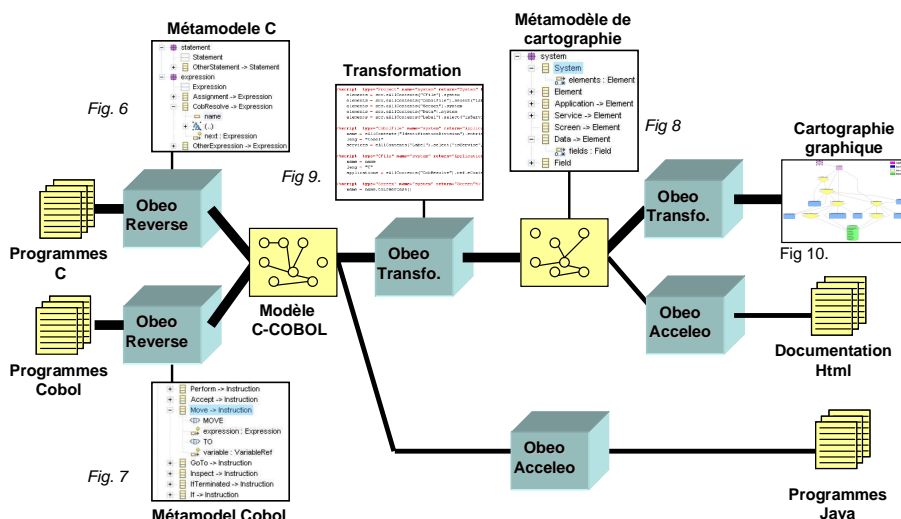 Métamodele C
statement
Statement
OtherStatement -> Statement
expression
Expression
Assignment -> Expression
CobResolve -> Expression
name
(..)
next : Expression
OtherExpression -> Expression
Fig. 6
Transformation
Fig 9.
Métamodèle de
cartographie
system
System
elements : Element
Element
Application -> Element
Service -> Element
Screen -> Element
Data -> Element
fields : Field
Field
Fig 8
Cartographie
graphique
Fig 10.
Programmes
C
Obeo
Reverse
Programmes
Cobol
Obeo
Reverse
Modèle
C-COBOL
Obeo
Transfo.
Obeo
Transfo.
Obeo
Acceleo
Documentation
Html
Obeo
Acceleo
Programmes
Java
Fig. 7
Perform -> Instruction
Accept -> Instruction
Move -> Instruction
MOVE
expression : Expression
TO
variable : VariableRef
GoTo -> Instruction
Inspect -> Instruction
IfTerminated -> Instruction
If -> Instruction
Métamodel Cobol